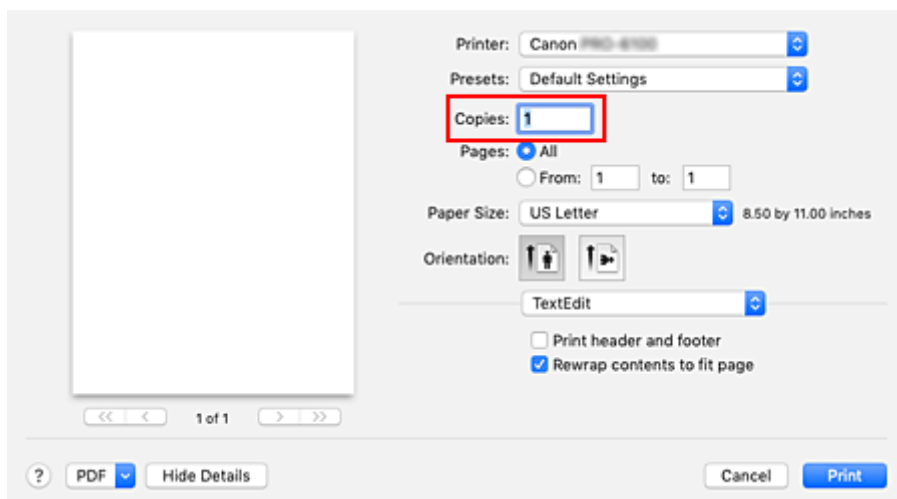 Printer: Canon
Presets: Default Settings
Copies: 1
Pages: All
From: 1 to: 1
Paper Size: US Letter 8.50 by 11.00 inches
Orientation:
TextEdit
Print header and footer
Rewrap contents to fit page
<< < 1 of 1 > >>
? PDF Hide Details Cancel Print